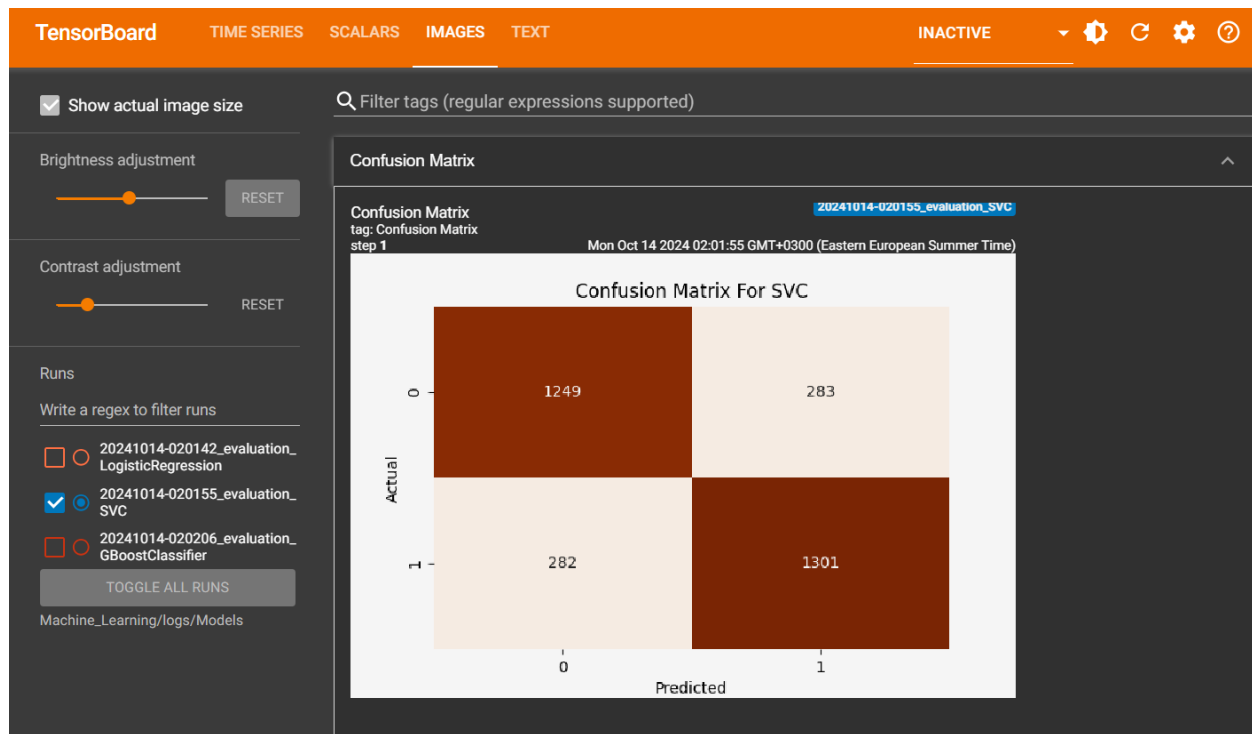 TensorBoard TIME SERIES SCALARS IMAGES TEXT INACTIVE
Show actual image size
Brightness adjustment
RESET
Contrast adjustment
RESET
Runs
Write a regex to filter runs
20241014-020142_evaluation_
LogisticRegression
20241014-020155_evaluation_
SVC
20241014-020206_evaluation_
GBoostClassifier
TOGGLE ALL RUNS
Machine_Learning/logs/Models
Filter tags (regular expressions supported)
Confusion Matrix
Confusion Matrix 20241014-020155_evaluation_SVC
tag: Confusion Matrix
step 1 Mon Oct 14 2024 02:01:55 GMT+0300 (Eastern European Summer Time)
Confusion Matrix For SVC
0 1249 283
Actual
1 282 1301
0 1
Predicted